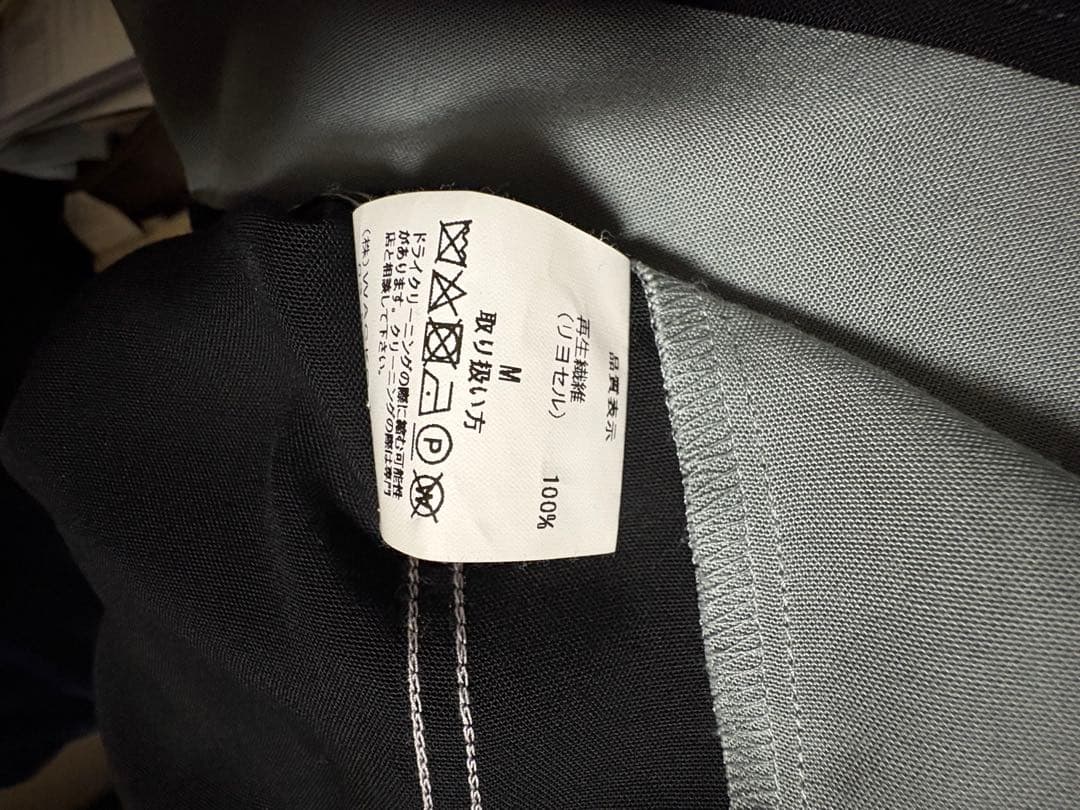 品質表示
再生繊維
(リヨセル) 100%
M
取り扱い方
P
W
ドライクリーニングの際に縮む可能性
があります。クリーニングの際は専門
店と相談して下さい。
(株)WAC